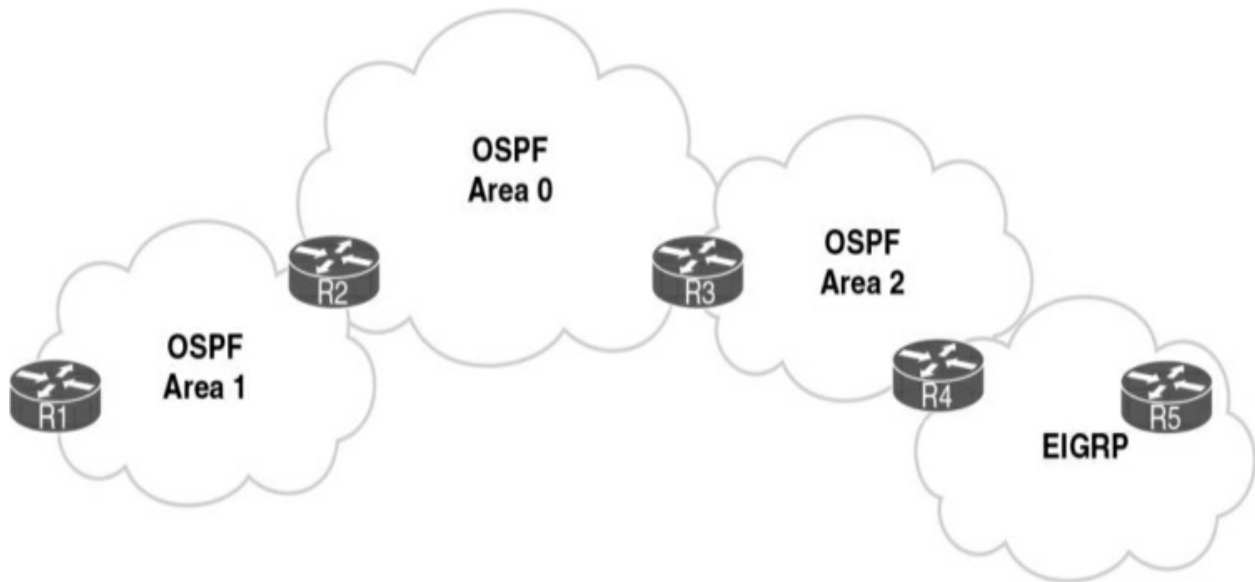 OSPF
Area 0
OSPF
Area 2
R2
R3
OSPF
Area 1
R1
R4
R5
EIGRP